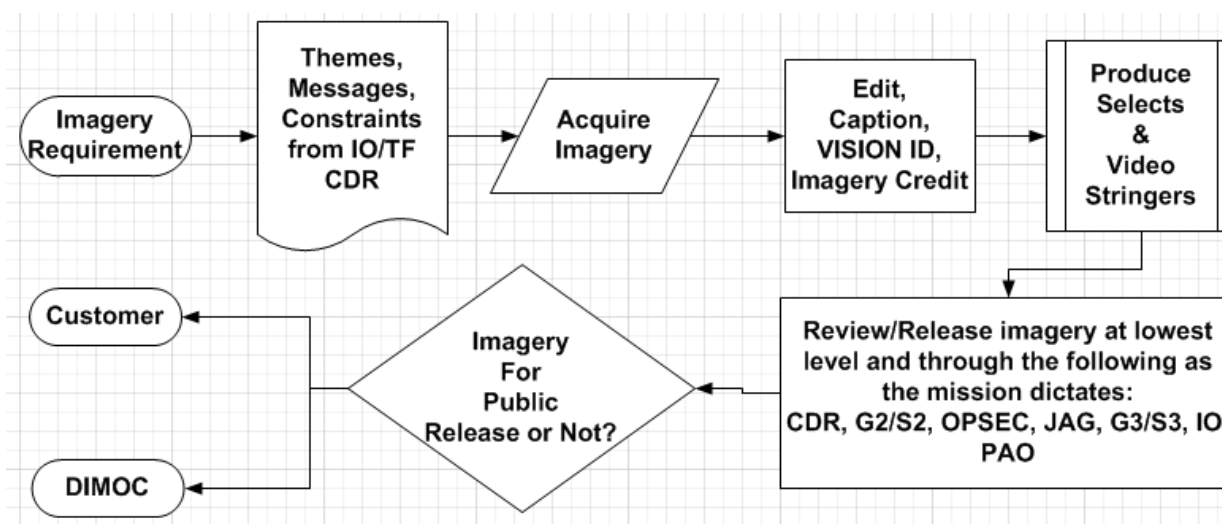 Imagery
Requirement
Themes,
Messages,
Constraints
from IO/TF
CDR
Acquire
Imagery
Edit,
Caption,
VISION ID,
Imagery Credit
Produce
Selects
&
Video
Stringers
Review/Release imagery at lowest
level and through the following as
the mission dictates:
CDR, G2/S2, OPSEC, JAG, G3/S3, IO
PAO
Imagery
For
Public
Release or Not?
Customer
DIMOC